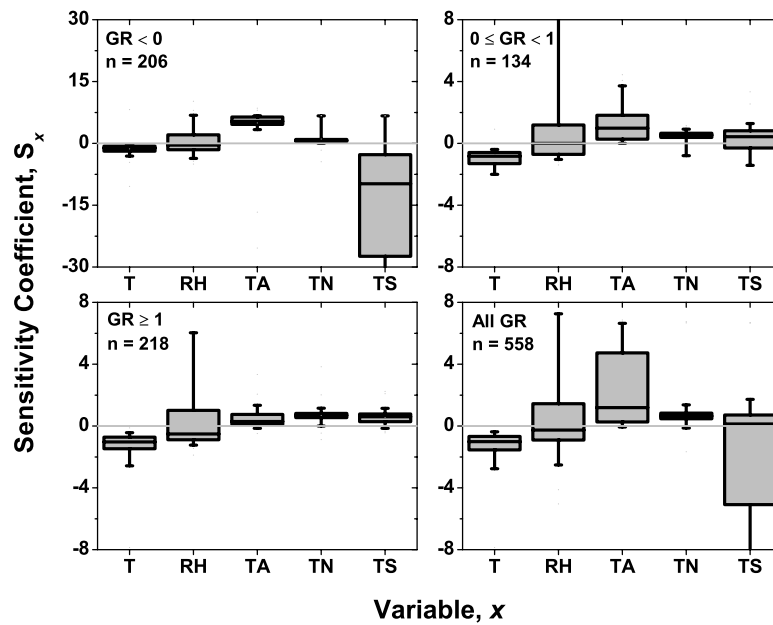 Sensitivity Coefficient, Sₓ
GR < 0
n = 206
30
15
0
-15
-30
T RH TA TN TS
0 ≤ GR < 1
n = 134
8
4
0
-4
-8
T RH TA TN TS
GR ≥ 1
n = 218
8
4
0
-4
-8
T RH TA TN TS
All GR
n = 558
8
4
0
-4
-8
T RH TA TN TS
Variable, x